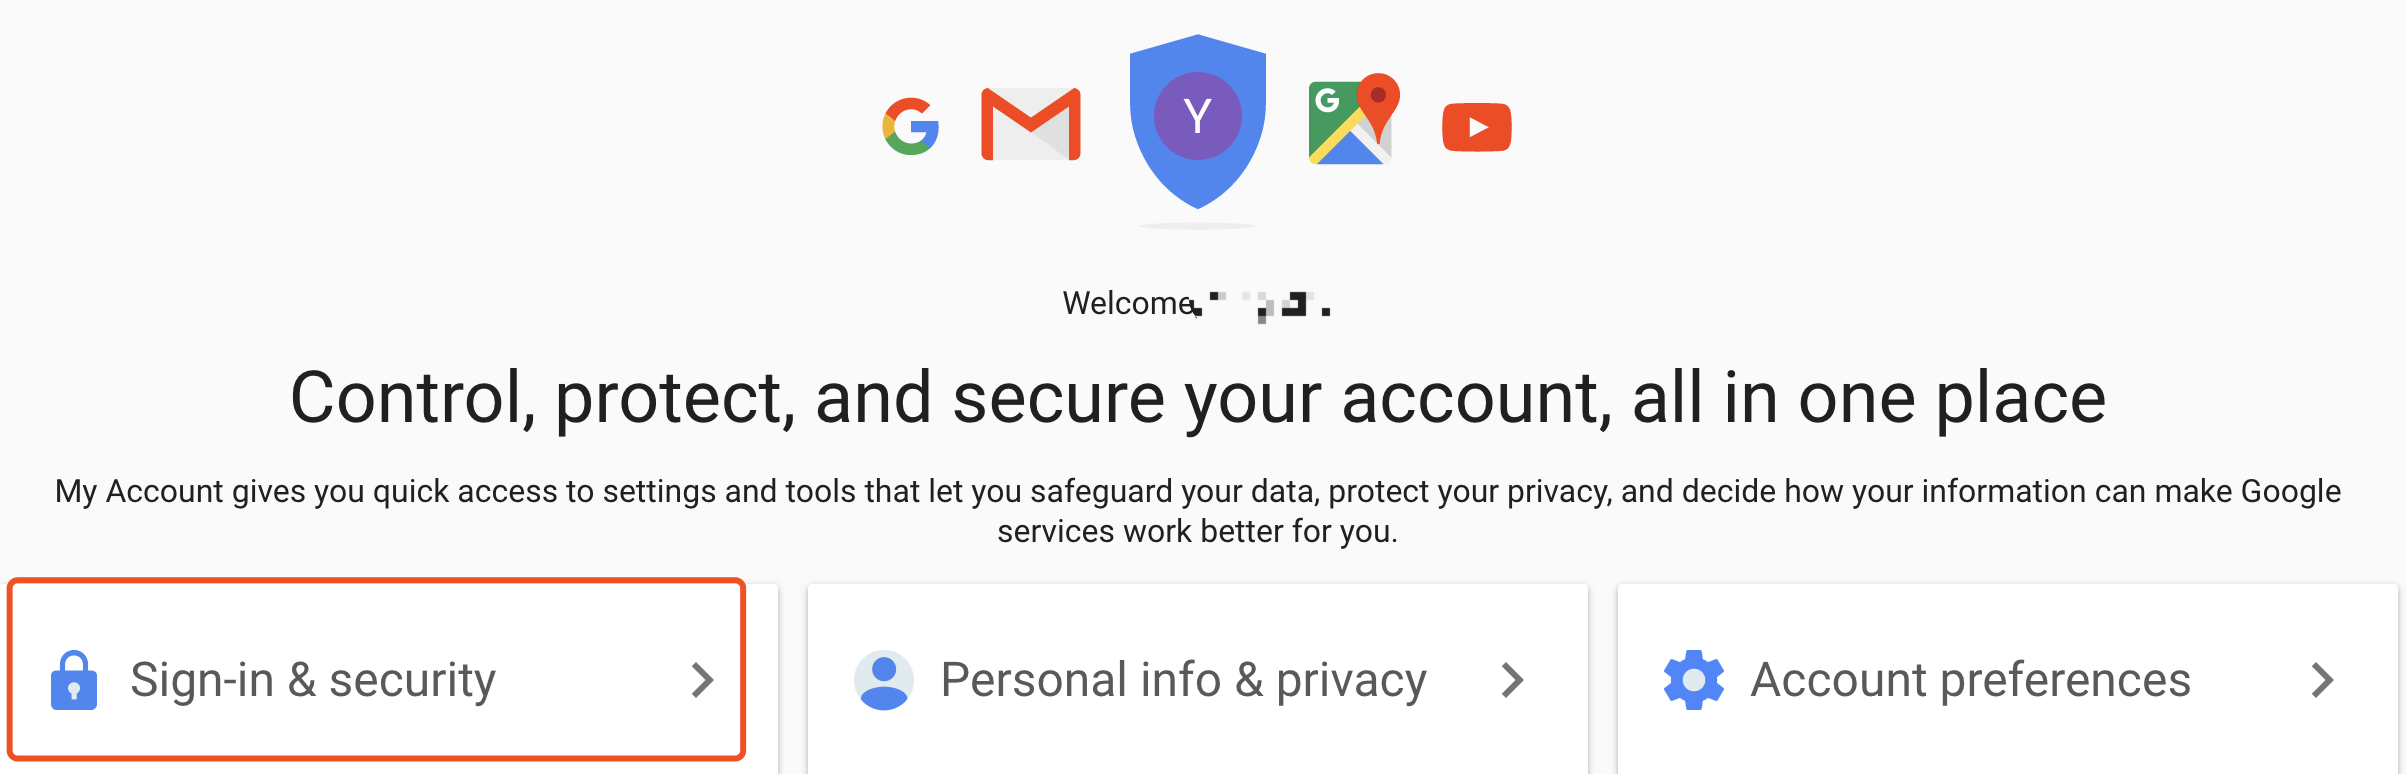 Y
Welcome
Control, protect, and secure your account, all in one place
My Account gives you quick access to settings and tools that let you safeguard your data, protect your privacy, and decide how your information can make Google
services work better for you.
Sign-in & security
Personal info & privacy
Account preferences